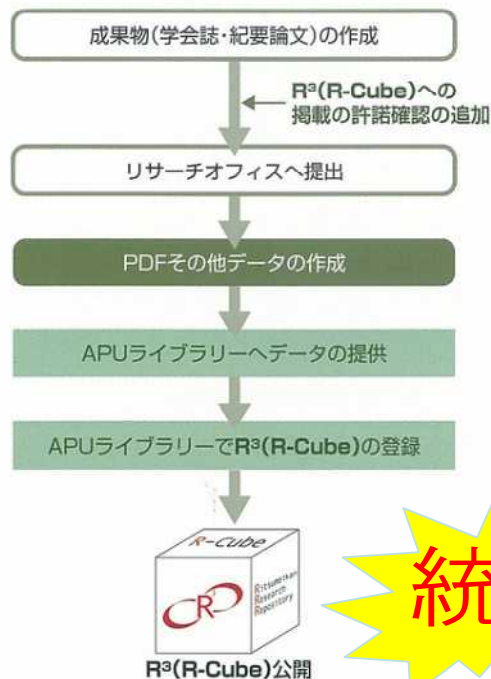 成果物(学会誌・紀要論文)の作成
R³(R-Cube)への
掲載の許諾確認の追加
リサーチオフィスへ提出
PDFその他データの作成
APUライブラリーへデータの提供
APUライブラリーでR³(R-Cube)の登録
R-Cube
R³
Ritsumeikan
Research
Repository
R³(R-Cube)公開
統